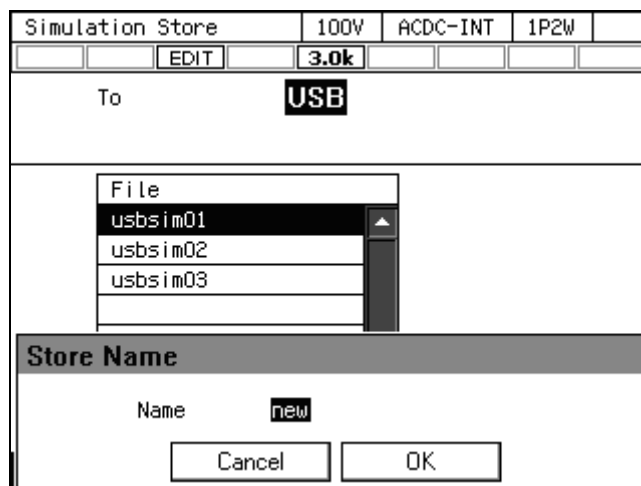 Simulation Store 100V ACDC-INT 1P2W
EDIT 3.0k
To USB
File
usbsim01
usbsim02
usbsim03
Store Name
Name new
Cancel OK